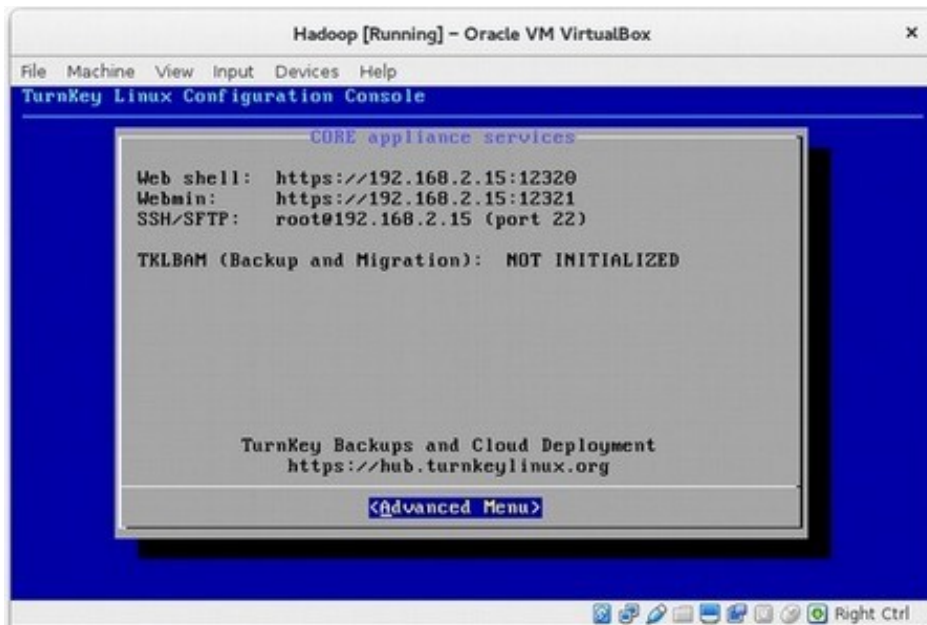 Hadoop [Running] – Oracle VM VirtualBox
File Machine View Input Devices Help
TurnKey Linux Configuration Console
CORE appliance services
Web shell: https://192.168.2.15:12320
Webmin: https://192.168.2.15:12321
SSH/SFTP: root@192.168.2.15 (port 22)
TKLBAM (Backup and Migration): NOT INITIALIZED
TurnKey Backups and Cloud Deployment
https://hub.turnkeylinux.org
<Advanced Menu>
Right Ctrl